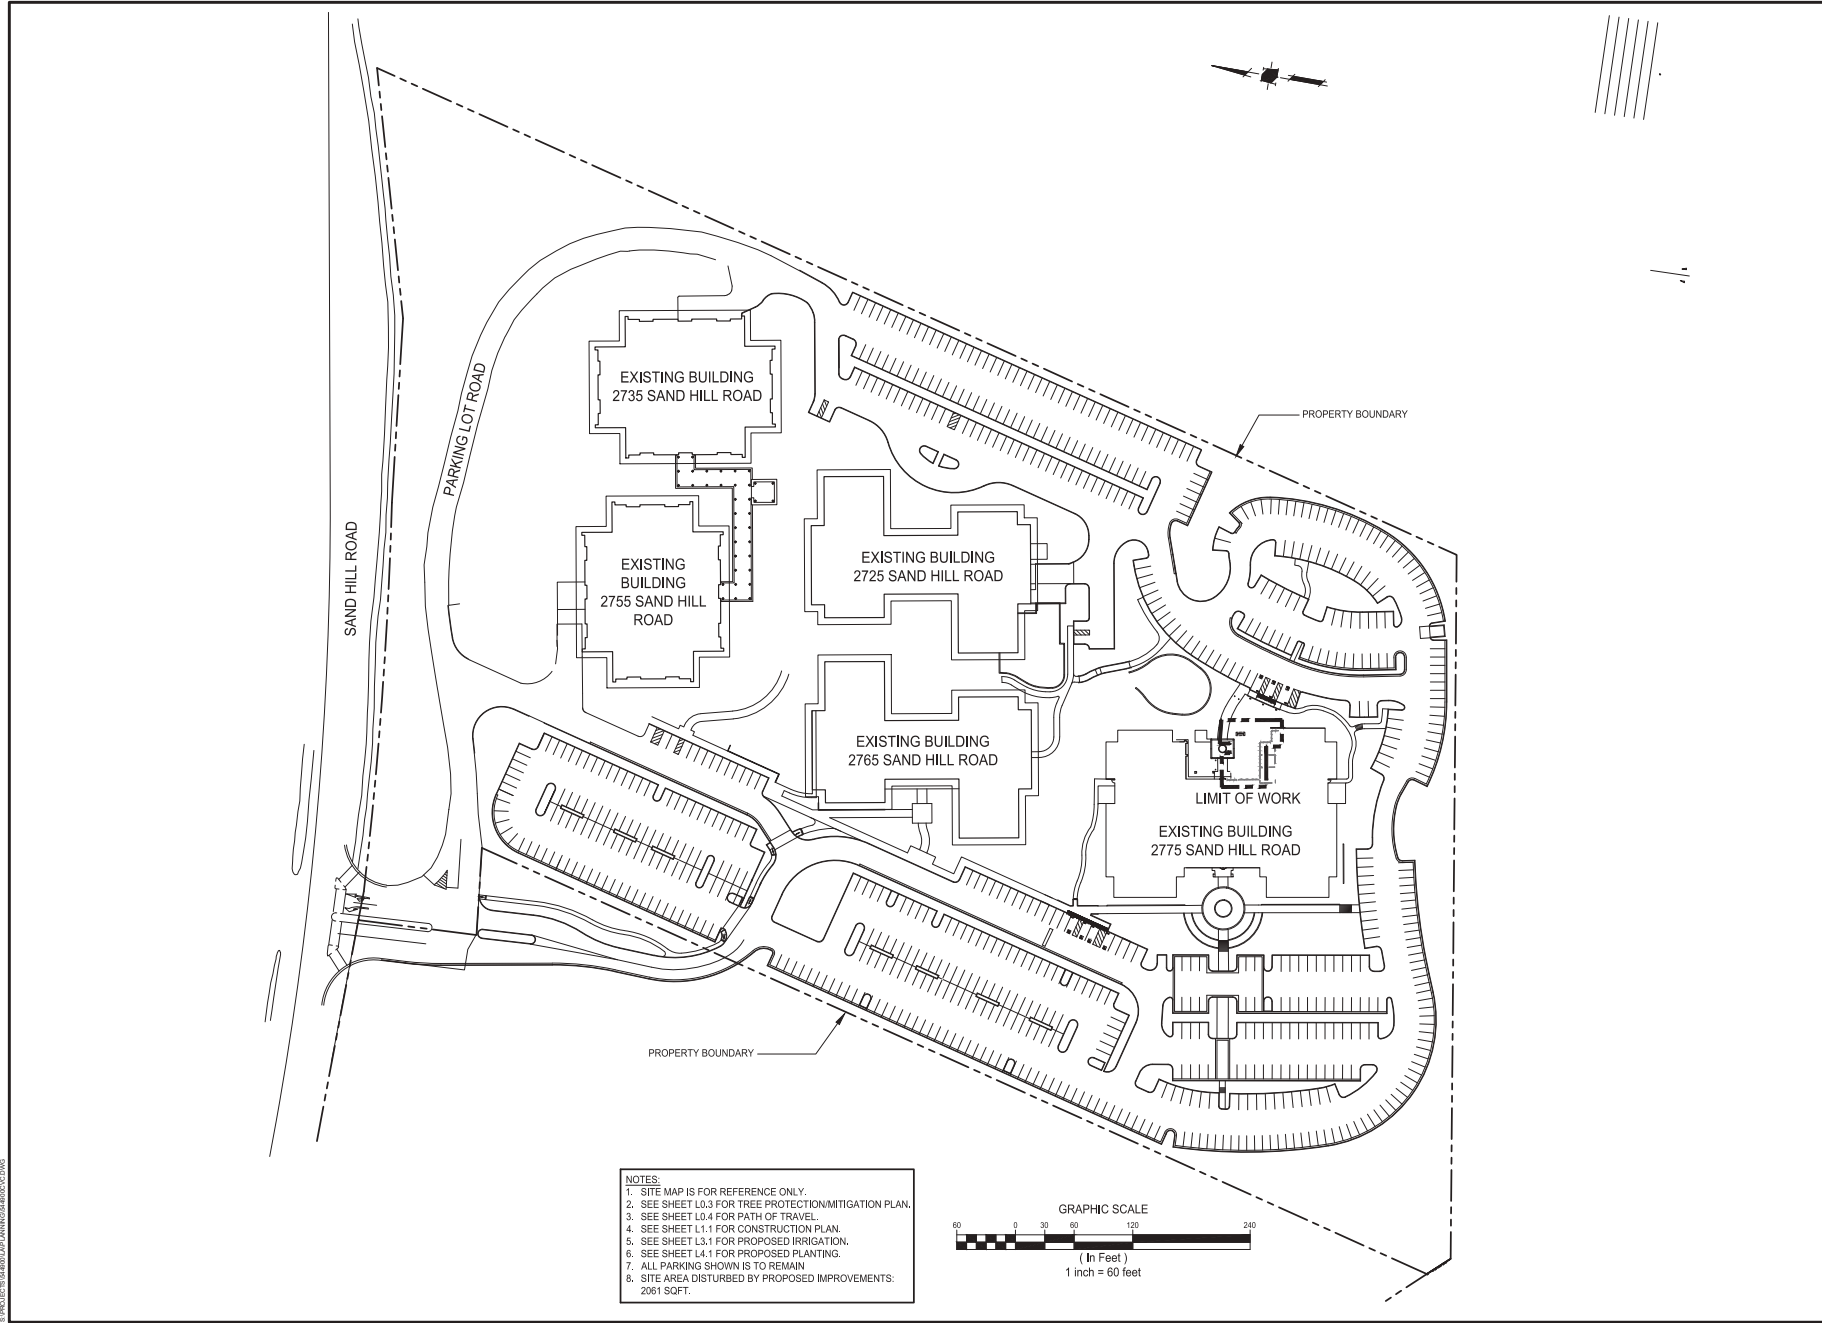 PROPERTY BOUNDARY
EXISTING BUILDING
2735 SAND HILL ROAD
PARKING LOT ROAD
SAND HILL ROAD
EXISTING
BUILDING
2755 SAND HILL
ROAD
EXISTING BUILDING
2725 SAND HILL ROAD
EXISTING BUILDING
2765 SAND HILL ROAD
LIMIT OF WORK
EXISTING BUILDING
2775 SAND HILL ROAD
PROPERTY BOUNDARY
NOTES:
1. SITE MAP IS FOR REFERENCE ONLY.
2. SEE SHEET L0.3 FOR TREE PROTECTION/MITIGATION PLAN.
3. SEE SHEET L0.4 FOR PATH OF TRAVEL.
4. SEE SHEET L1.1 FOR CONSTRUCTION PLAN.
5. SEE SHEET L3.1 FOR PROPOSED IRRIGATION.
6. SEE SHEET L4.1 FOR PROPOSED PLANTING.
7. ALL PARKING SHOWN IS TO REMAIN
8. SITE AREA DISTURBED BY PROPOSED IMPROVEMENTS:
2061 SQFT.
GRAPHIC SCALE
60 0 30 60 120 240
( In Feet )
1 inch = 60 feet